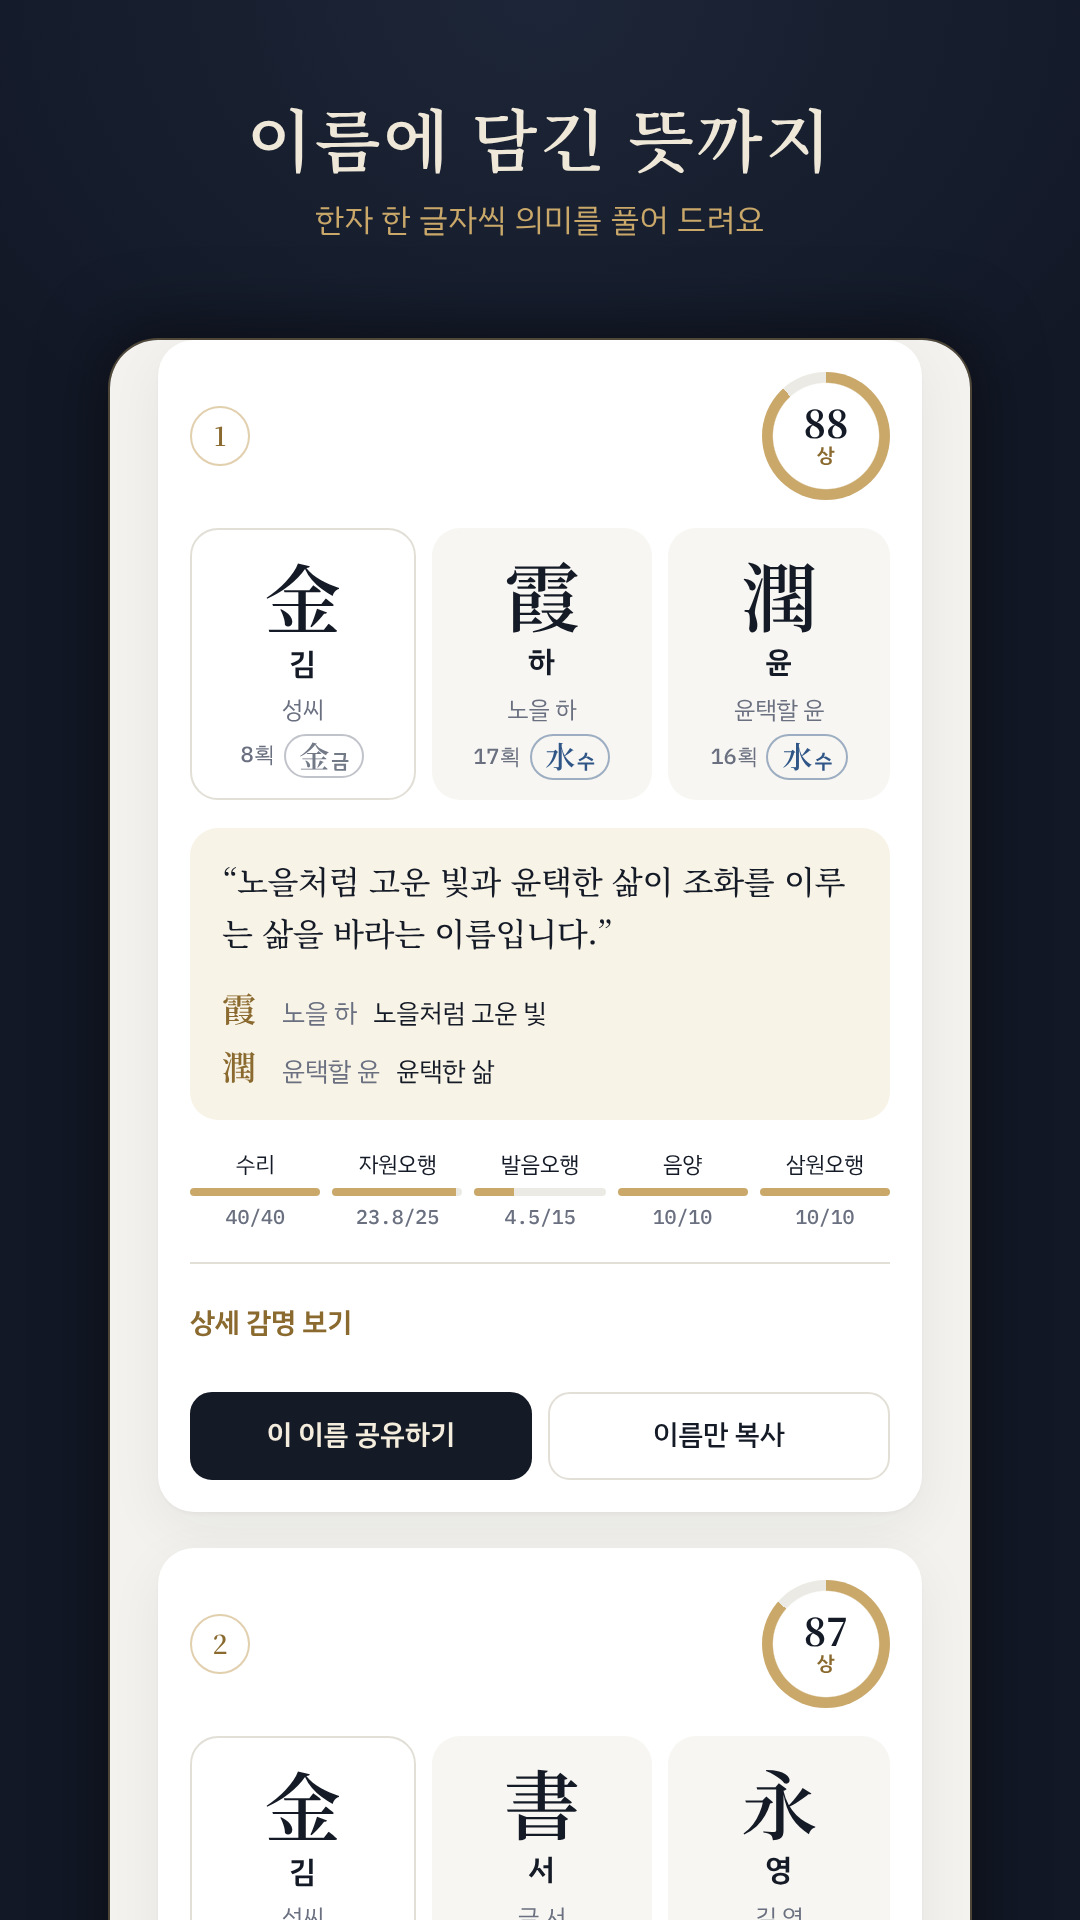 이름에 담긴 뜻까지
한자 한 글자씩 의미를 풀어 드려요
1
88
상
金 霞 潤
김 하 윤
성씨 노을 하 윤택할 윤
8획 金금 17획 水수 16획 水수
“노을처럼 고운 빛과 윤택한 삶이 조화를 이루
는 삶을 바라는 이름입니다.”
霞 노을 하 노을처럼 고운 빛
潤 윤택할 윤 윤택한 삶
수리 자원오행 발음오행 음양 삼원오행
40/40 23.8/25 4.5/15 10/10 10/10
상세 감명 보기
이 이름 공유하기 이름만 복사
2
87
상
金 書 永
김 서 영
성씨 글 서 길 영